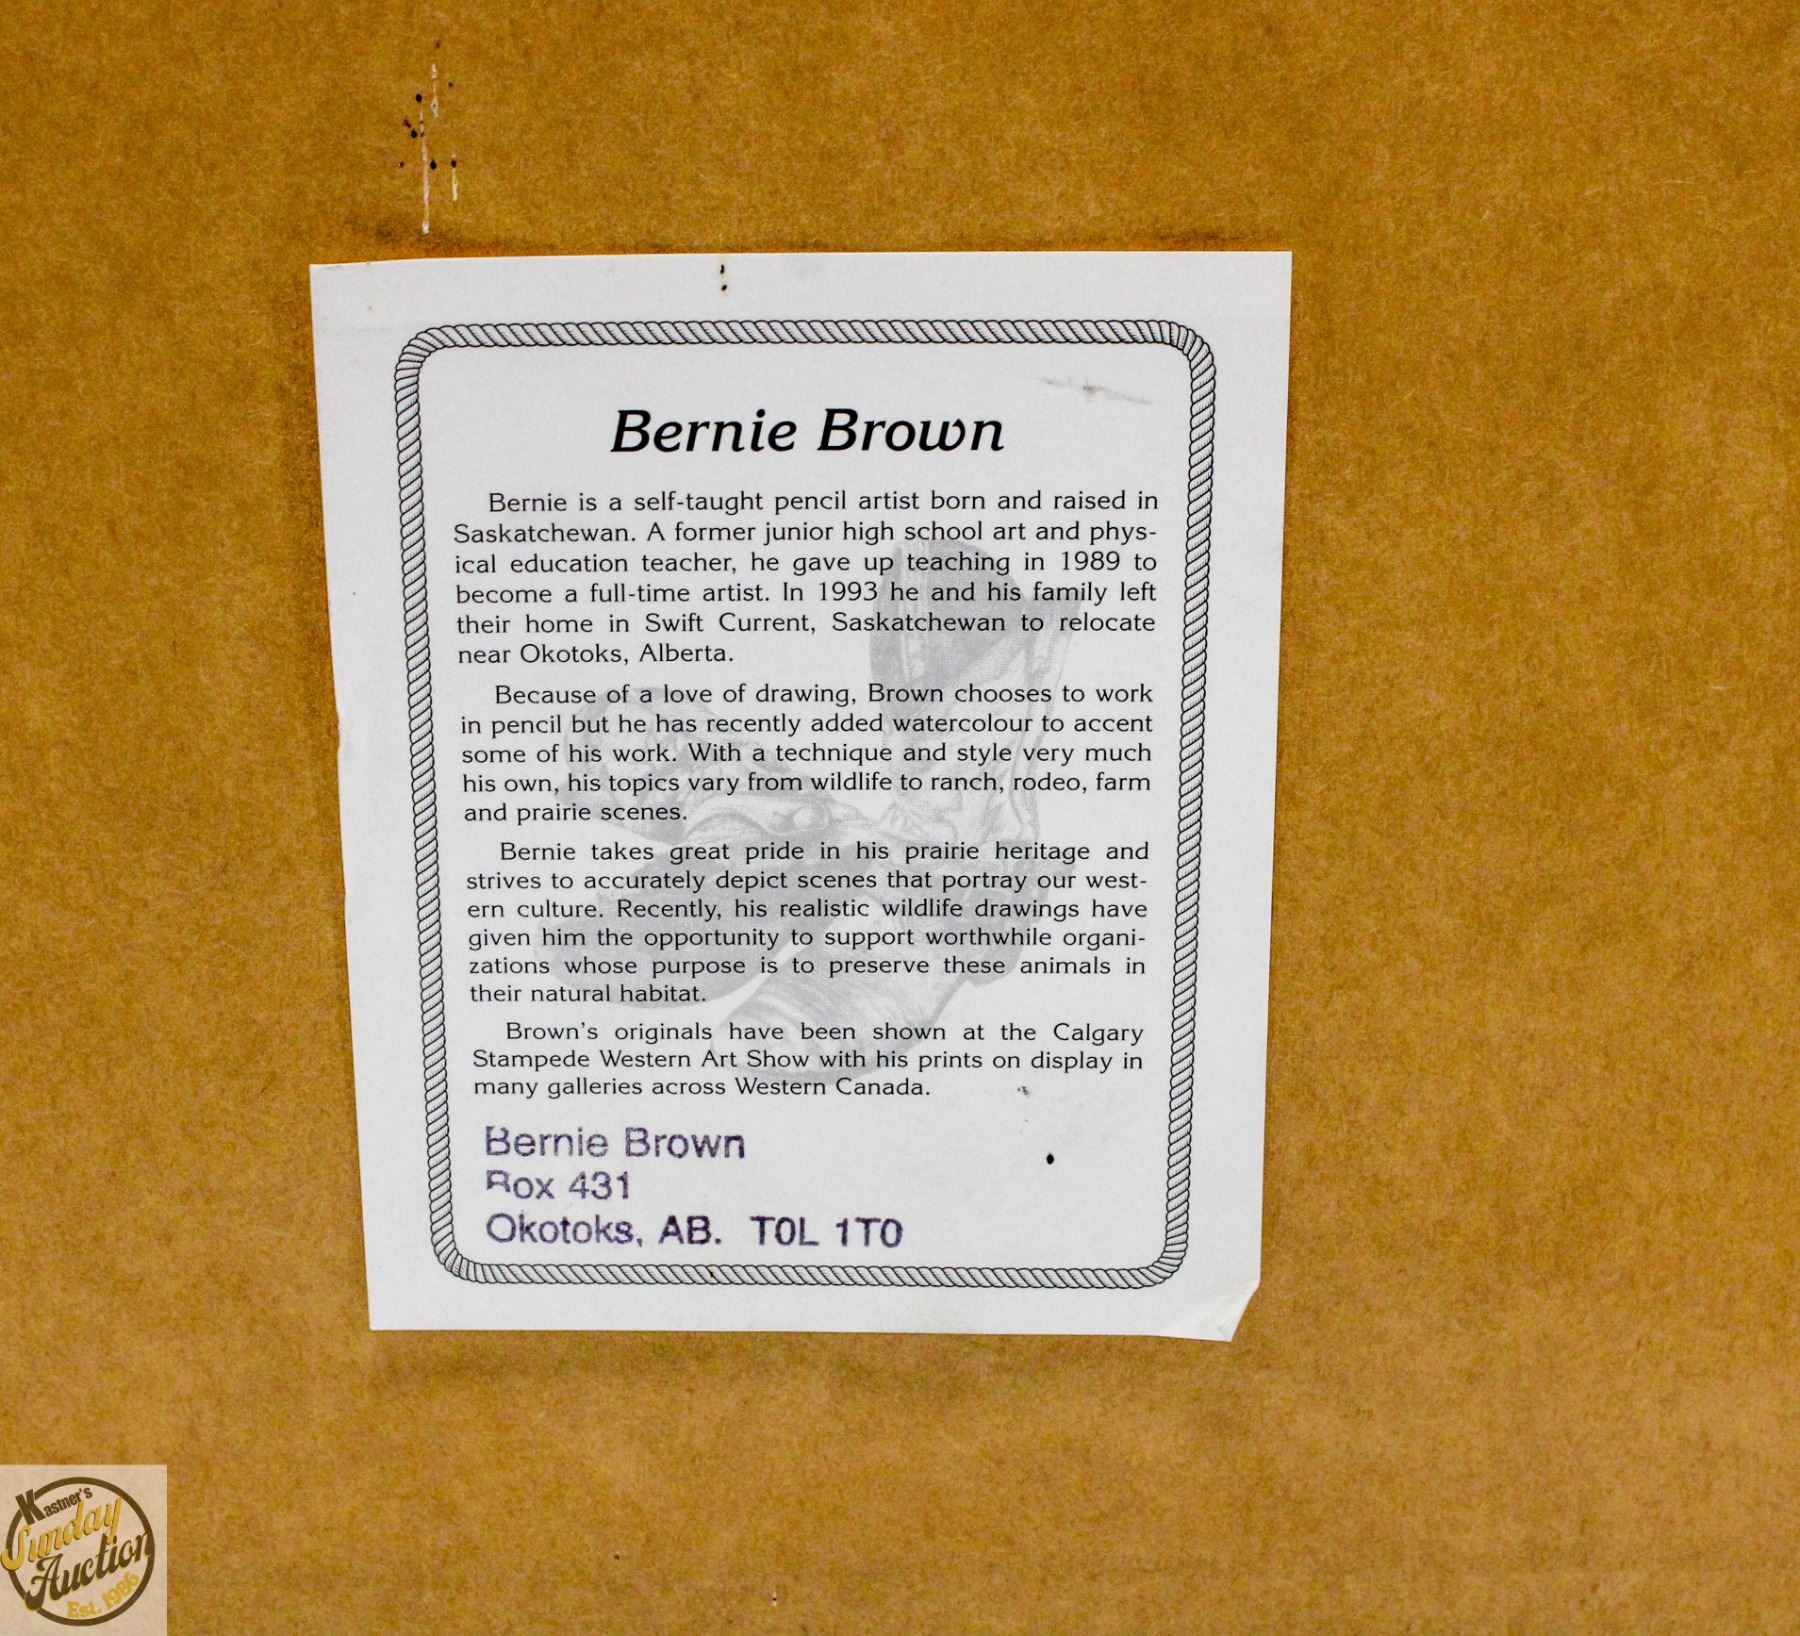 Bernie Brown
Bernie is a self-taught pencil artist born and raised in
Saskatchewan. A former junior high school art and phys-
ical education teacher, he gave up teaching in 1989 to
become a full-time artist. In 1993 he and his family left
their home in Swift Current, Saskatchewan to relocate
near Okotoks, Alberta.
Because of a love of drawing, Brown chooses to work
in pencil but he has recently added watercolour to accent
some of his work. With a technique and style very much
his own, his topics vary from wildlife to ranch, rodeo, farm
and prairie scenes.
Bernie takes great pride in his prairie heritage and
strives to accurately depict scenes that portray our west-
ern culture. Recently, his realistic wildlife drawings have
given him the opportunity to support worthwhile organi-
zations whose purpose is to preserve these animals in
their natural habitat.
Brown's originals have been shown at the Calgary
Stampede Western Art Show with his prints on display in
many galleries across Western Canada.
Bernie Brown
Box 431
Okotoks, AB. T0L 1T0
Kastner's
Sunday
Auction
Est. 1986